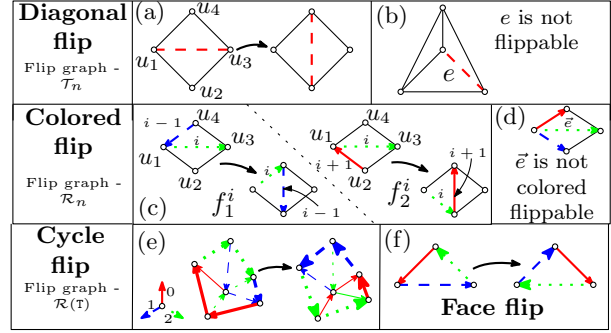 Diagonal flip
Flip graph - 𝒯ₙ
(a)
u₄
u₁
u₃
u₂
(b)
e is not flippable
e
Colored flip
Flip graph - ℛₙ
(c)
i − 1
u₄
u₁
i
u₃
u₂
f₁ⁱ
i
i − 1
u₄
u₁
i
u₃
i + 1
u₂
f₂ⁱ
i + 1
i
(d)
e⃗
e⃗ is not colored flippable
Cycle flip
Flip graph - ℛ(T)
0
1
2
(e)
(f)
Face flip